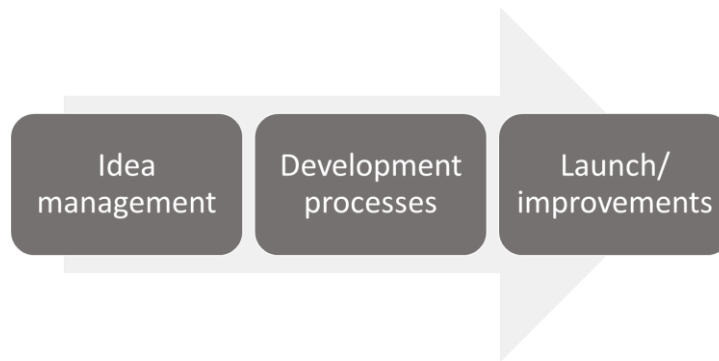 Idea
management
Development
processes
Launch/
improvements